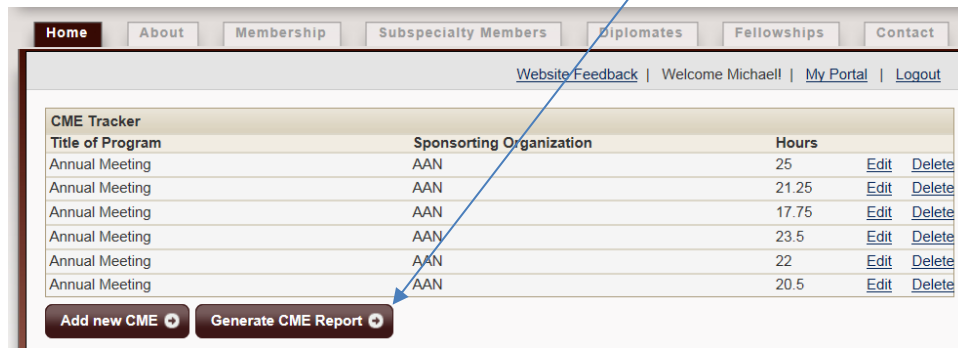 Home About Membership Subspecialty Members Diplomates Fellowships Contact
Website Feedback | Welcome Michael! | My Portal | Logout
CME Tracker
Title of Program Sponsorting Organization Hours
Annual Meeting AAN 25 Edit Delete
Annual Meeting AAN 21.25 Edit Delete
Annual Meeting AAN 17.75 Edit Delete
Annual Meeting AAN 23.5 Edit Delete
Annual Meeting AAN 22 Edit Delete
Annual Meeting AAN 20.5 Edit Delete
Add new CME Generate CME Report